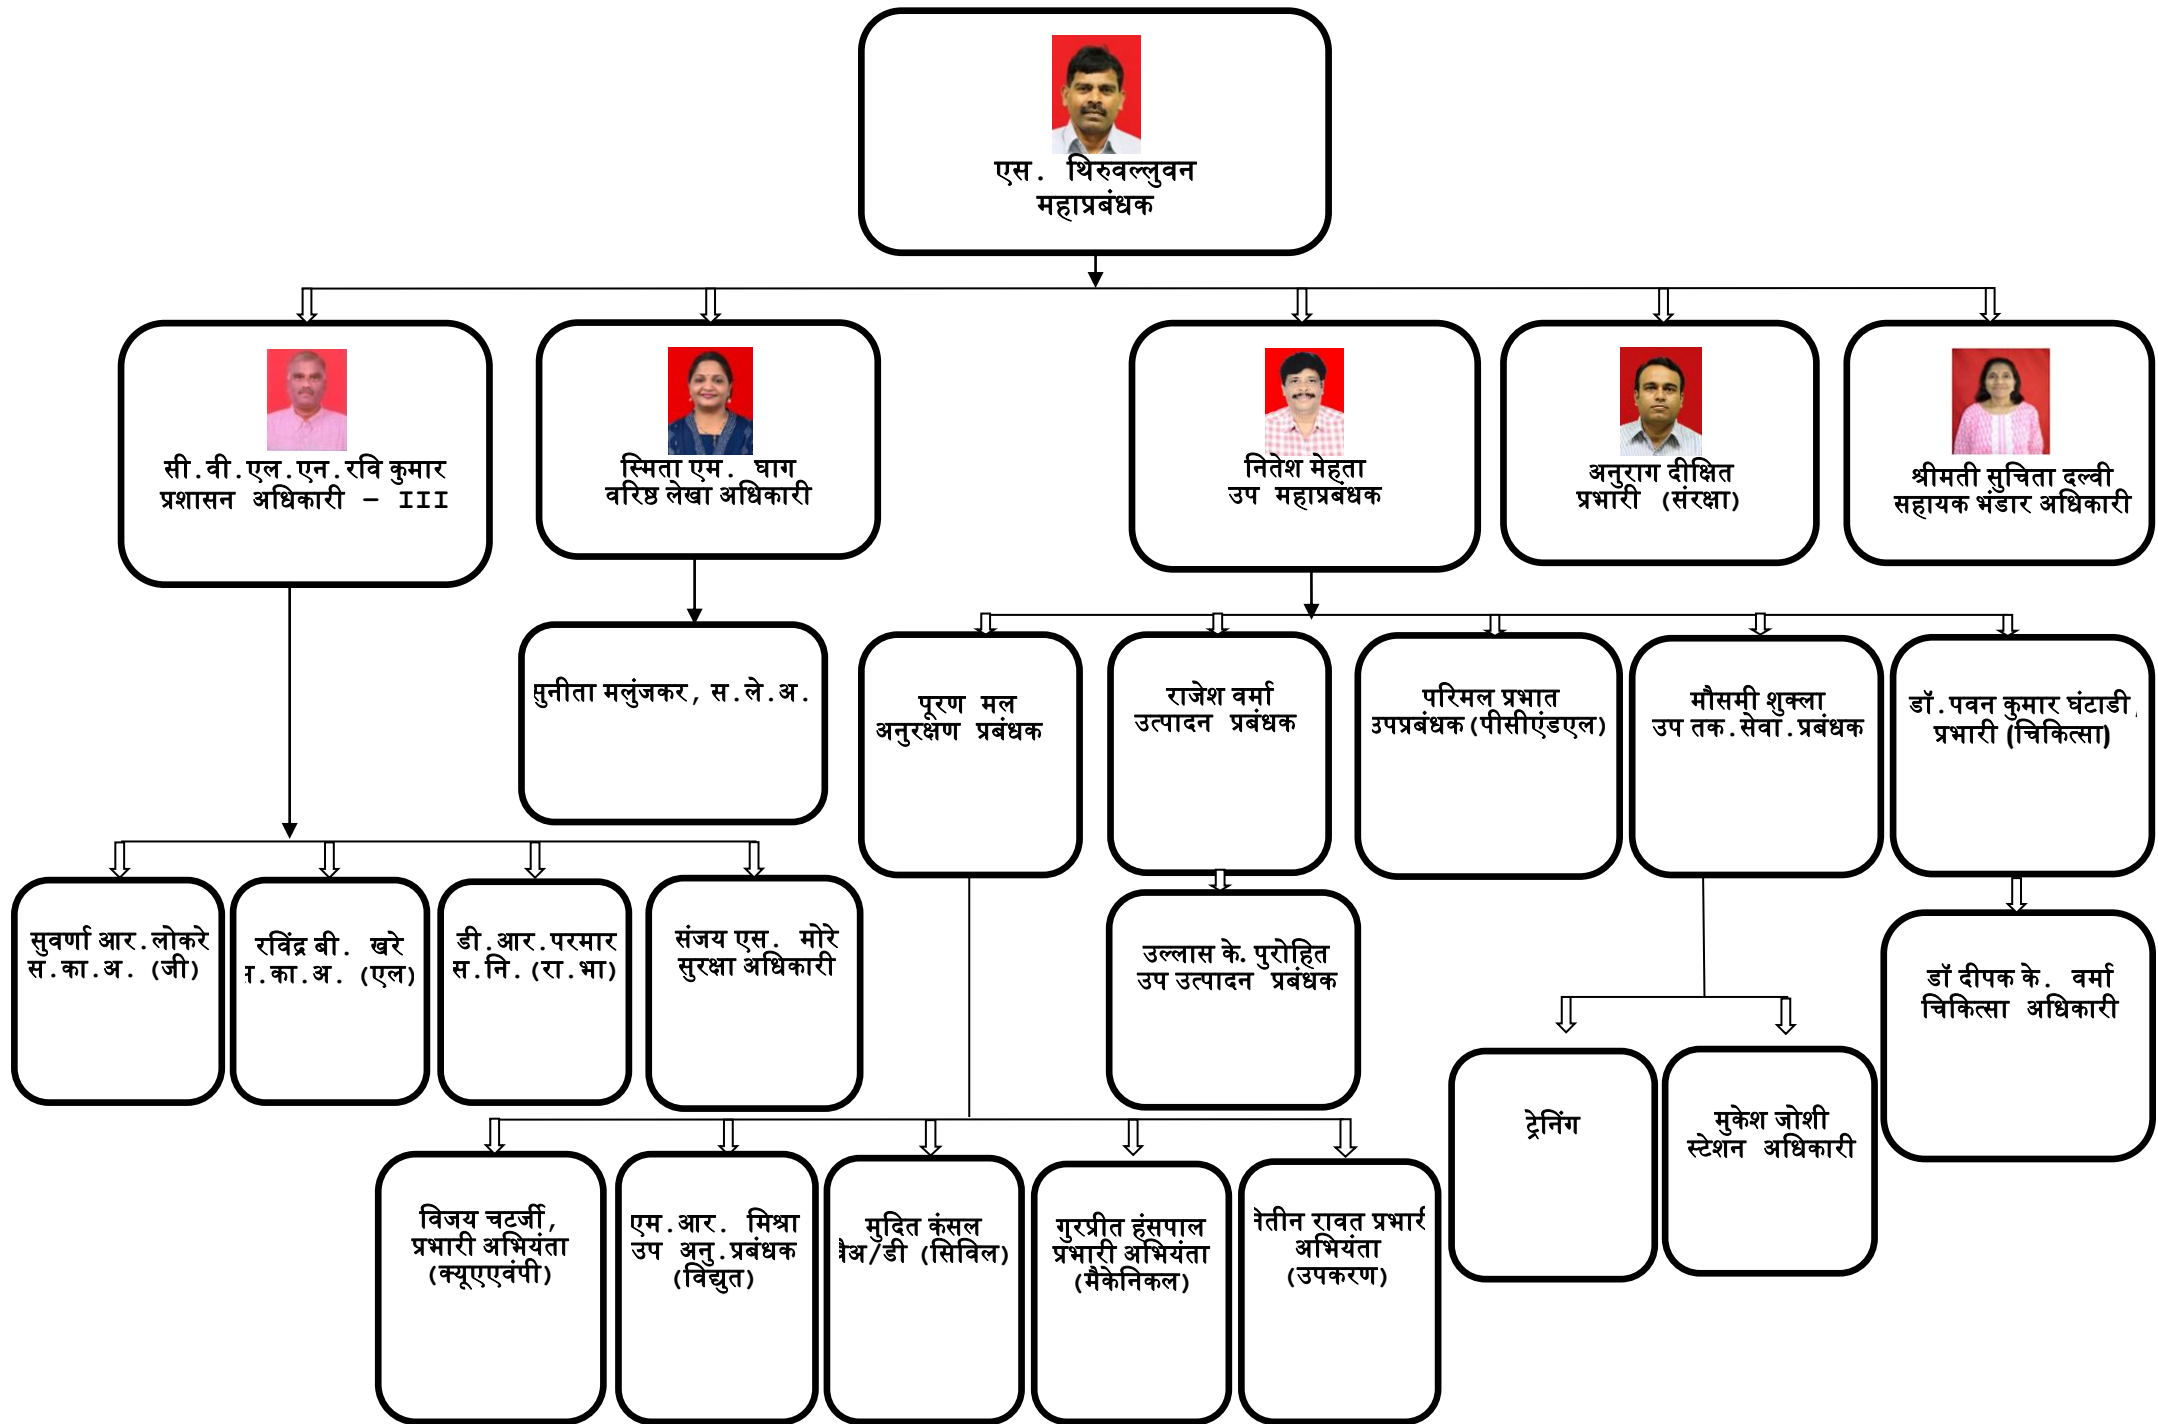 एस. थिरुवल्लुवन
महाप्रबंधक
सी.वी.एल.एन.रवि कुमार
प्रशासन अधिकारी – III
स्मिता एम. घाग
वरिष्ठ लेखा अधिकारी
नितेश मेहता
उप महाप्रबंधक
अनुराग दीक्षित
प्रभारी (संरक्षा)
श्रीमती सुचिता दल्वी
सहायक भंडार अधिकारी
सुनीता मलुंजकर, स.ले.अ.
पूरण मल
अनुरक्षण प्रबंधक
राजेश वर्मा
उत्पादन प्रबंधक
परिमल प्रभात
उपप्रबंधक(पीसीएंडएल)
मौसमी शुक्ला
उप तक.सेवा.प्रबंधक
डॉ.पवन कुमार घंटाडी,
प्रभारी (चिकित्सा)
सुवर्णा आर.लोकरे
स.का.अ. (जी)
रविंद्र बी. खरे
.का.अ. (एल)
डी.आर.परमार
स.नि.(रा.भा)
संजय एस. मोरे
सुरक्षा अधिकारी
उल्लास के. पुरोहित
उप उत्पादन प्रबंधक
डॉ दीपक के. वर्मा
चिकित्सा अधिकारी
ट्रेनिंग
मुकेश जोशी
स्टेशन अधिकारी
विजय चटर्जी,
प्रभारी अभियंता
(क्यूएएवंपी)
एम.आर. मिश्रा
उप अनु.प्रबंधक
(विद्युत)
मुदित कंसल
/डी (सिविल)
गुरप्रीत हंसपाल
प्रभारी अभियंता
(मैकेनिकल)
रावत प्रभारी
अभियंता
(उपकरण)